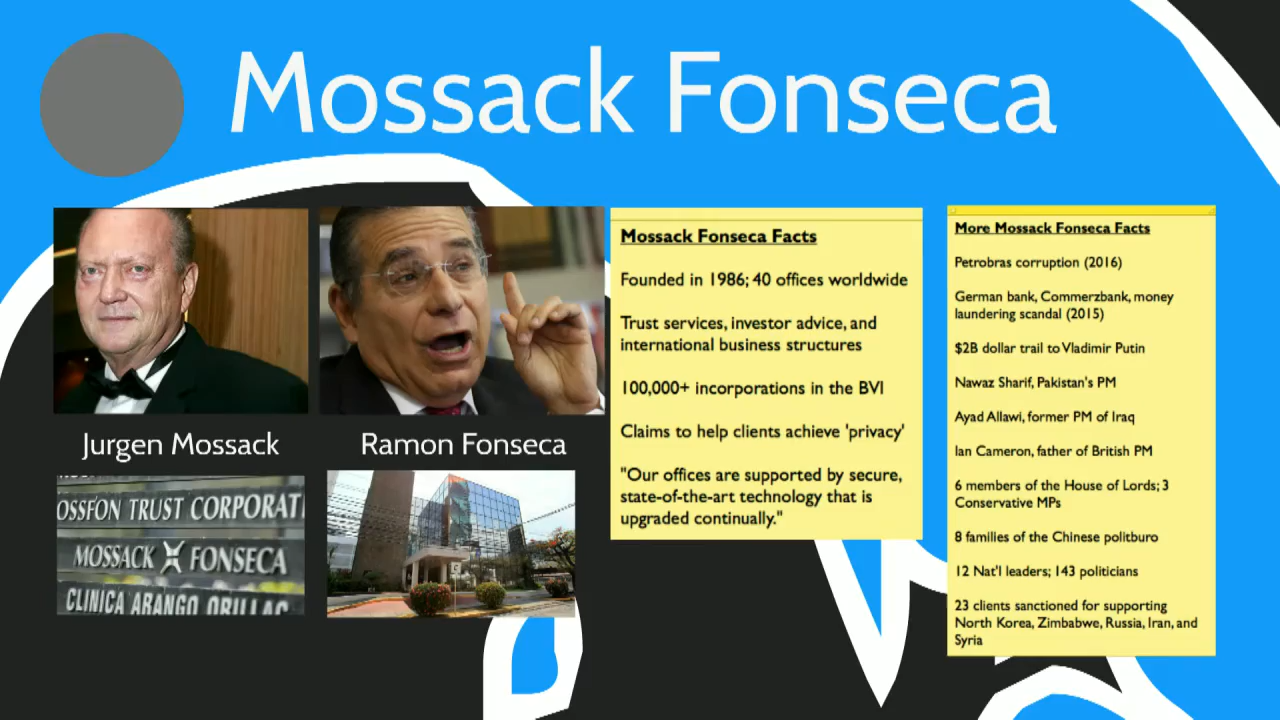 Mossack Fonseca
Jurgen Mossack
Ramon Fonseca
OSSFON TRUST CORPORAT
MOSSACK FONSECA
CLINICA ARANGO ORILLAC
Mossack Fonseca Facts
Founded in 1986; 40 offices worldwide
Trust services, investor advice, and
international business structures
100,000+ incorporations in the BVI
Claims to help clients achieve 'privacy'
"Our offices are supported by secure,
state-of-the-art technology that is
upgraded continually."
More Mossack Fonseca Facts
Petrobras corruption (2016)
German bank, Commerzbank, money
laundering scandal (2015)
$2B dollar trail to Vladimir Putin
Nawaz Sharif, Pakistan's PM
Ayad Allawi, former PM of Iraq
Ian Cameron, father of British PM
6 members of the House of Lords; 3
Conservative MPs
8 families of the Chinese politburo
12 Nat'l leaders; 143 politicians
23 clients sanctioned for supporting
North Korea, Zimbabwe, Russia, Iran, and
Syria